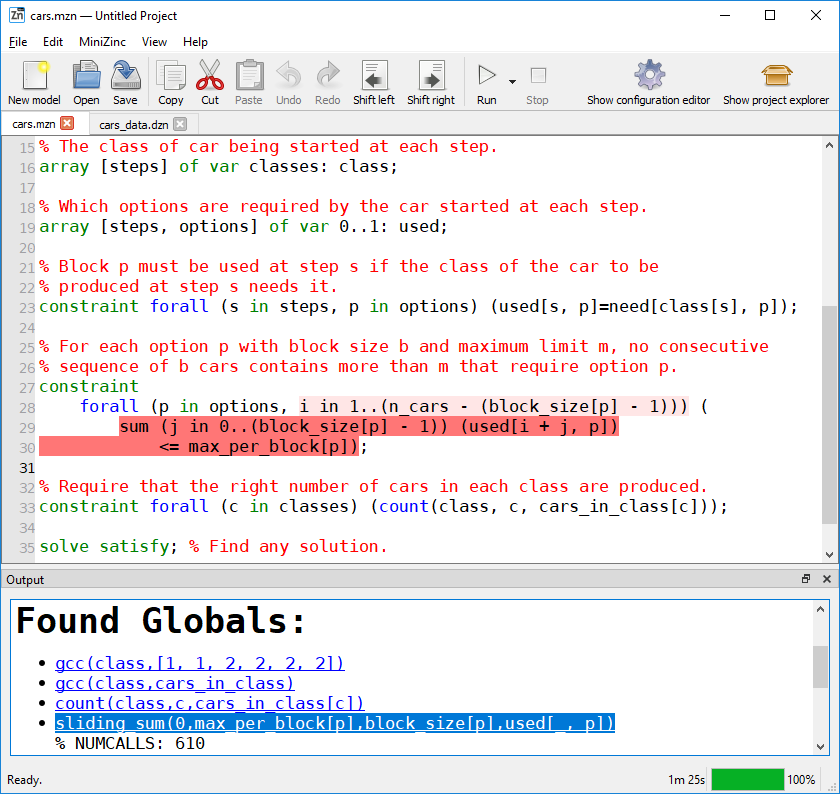 Zn cars.mzn — Untitled Project
File Edit MiniZinc View Help
New model Open Save Copy Cut Paste Undo Redo Shift left Shift right Run Stop Show configuration editor Show project explorer
cars.mzn cars_data.dzn
15 % The class of car being started at each step.
16 array [steps] of var classes: class;
17
18 % Which options are required by the car started at each step.
19 array [steps, options] of var 0..1: used;
20
21 % Block p must be used at step s if the class of the car to be
22 % produced at step s needs it.
23 constraint forall (s in steps, p in options) (used[s, p]=need[class[s], p]);
24
25 % For each option p with block size b and maximum limit m, no consecutive
26 % sequence of b cars contains more than m that require option p.
27 constraint
28     forall (p in options, i in 1..(n_cars - (block_size[p] - 1))) (
29         sum (j in 0..(block_size[p] - 1)) (used[i + j, p])
30             <= max_per_block[p]);
31
32 % Require that the right number of cars in each class are produced.
33 constraint forall (c in classes) (count(class, c, cars_in_class[c]));
34
35 solve satisfy; % Find any solution.
Output
Found Globals:
• gcc(class,[1, 1, 2, 2, 2, 2])
• gcc(class,cars_in_class)
• count(class,c,cars_in_class[c])
• sliding_sum(0,max_per_block[p],block_size[p],used[_, p])
% NUMCALLS: 610
Ready. 1m 25s 100%